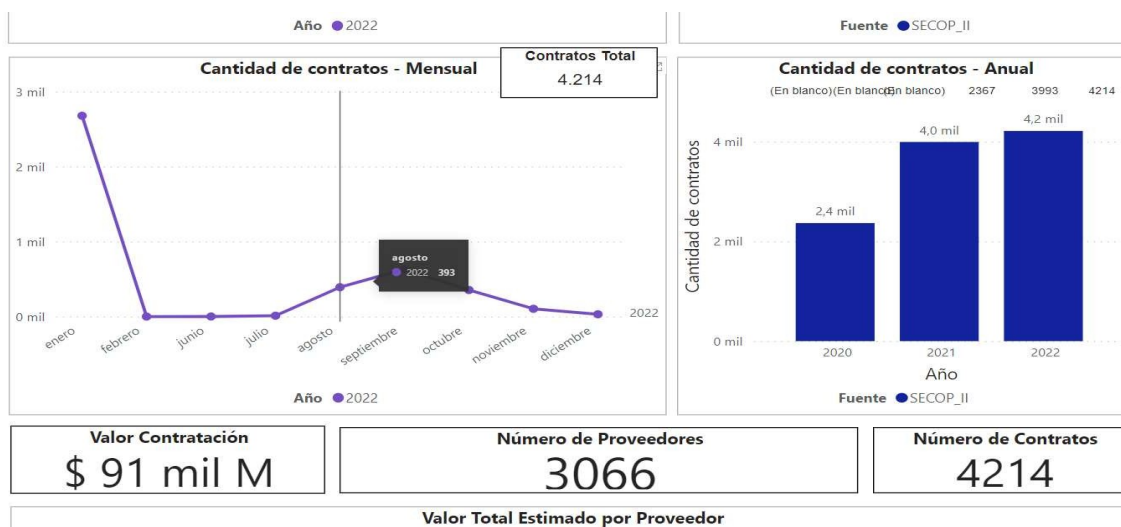 Año 2022
Fuente SECOP_II
Cantidad de contratos - Mensual
Contratos Total
4.214
3 mil
2 mil
1 mil
0 mil
agosto
2022 393
2022
enero
febrero
junio
julio
agosto
septiembre
octubre
noviembre
diciembre
Año 2022
Cantidad de contratos - Anual
(En blanco) (En blanco) (En blanco) 2367 3993 4214
Cantidad de contratos
4 mil
2 mil
0 mil
2,4 mil
4,0 mil
4,2 mil
2020 2021 2022
Año
Fuente SECOP_II
Valor Contratación
$ 91 mil M
Número de Proveedores
3066
Número de Contratos
4214
Valor Total Estimado por Proveedor